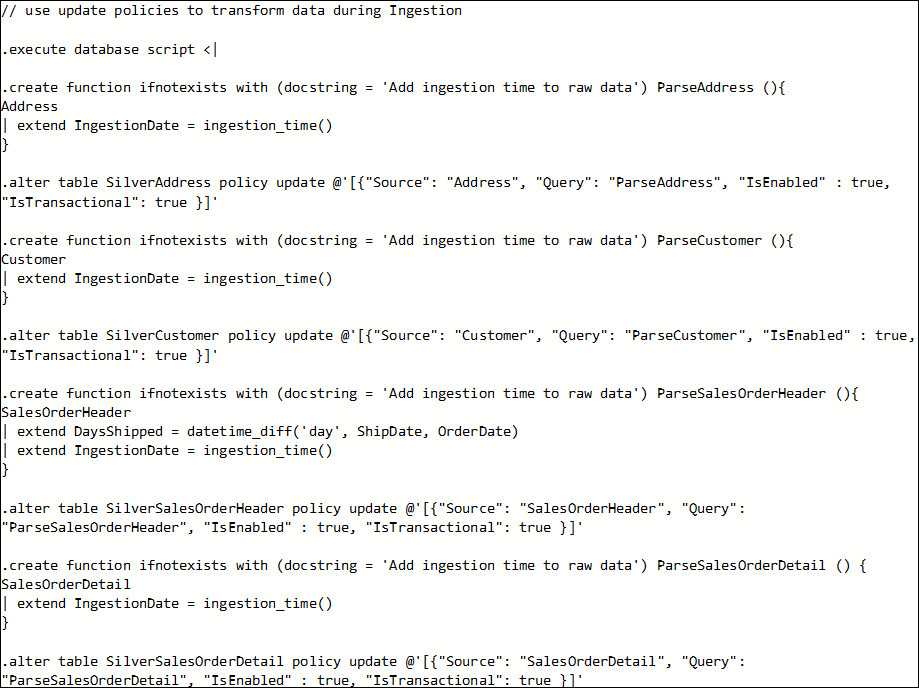 // use update policies to transform data during Ingestion
.execute database script <|
.create function ifnotexists with (docstring = 'Add ingestion time to raw data') ParseAddress (){
Address
| extend IngestionDate = ingestion_time()
}
.alter table SilverAddress policy update @'[{"Source": "Address", "Query": "ParseAddress", "IsEnabled" : true,
"IsTransactional": true }]'
.create function ifnotexists with (docstring = 'Add ingestion time to raw data') ParseCustomer (){
Customer
| extend IngestionDate = ingestion_time()
}
.alter table SilverCustomer policy update @'[{"Source": "Customer", "Query": "ParseCustomer", "IsEnabled" : true,
"IsTransactional": true }]'
.create function ifnotexists with (docstring = 'Add ingestion time to raw data') ParseSalesOrderHeader (){
SalesOrderHeader
| extend DaysShipped = datetime_diff('day', ShipDate, OrderDate)
| extend IngestionDate = ingestion_time()
}
.alter table SilverSalesOrderHeader policy update @'[{"Source": "SalesOrderHeader", "Query":
"ParseSalesOrderHeader", "IsEnabled" : true, "IsTransactional": true }]'
.create function ifnotexists with (docstring = 'Add ingestion time to raw data') ParseSalesOrderDetail () {
SalesOrderDetail
| extend IngestionDate = ingestion_time()
}
.alter table SilverSalesOrderDetail policy update @'[{"Source": "SalesOrderDetail", "Query":
"ParseSalesOrderDetail", "IsEnabled" : true, "IsTransactional": true }]'